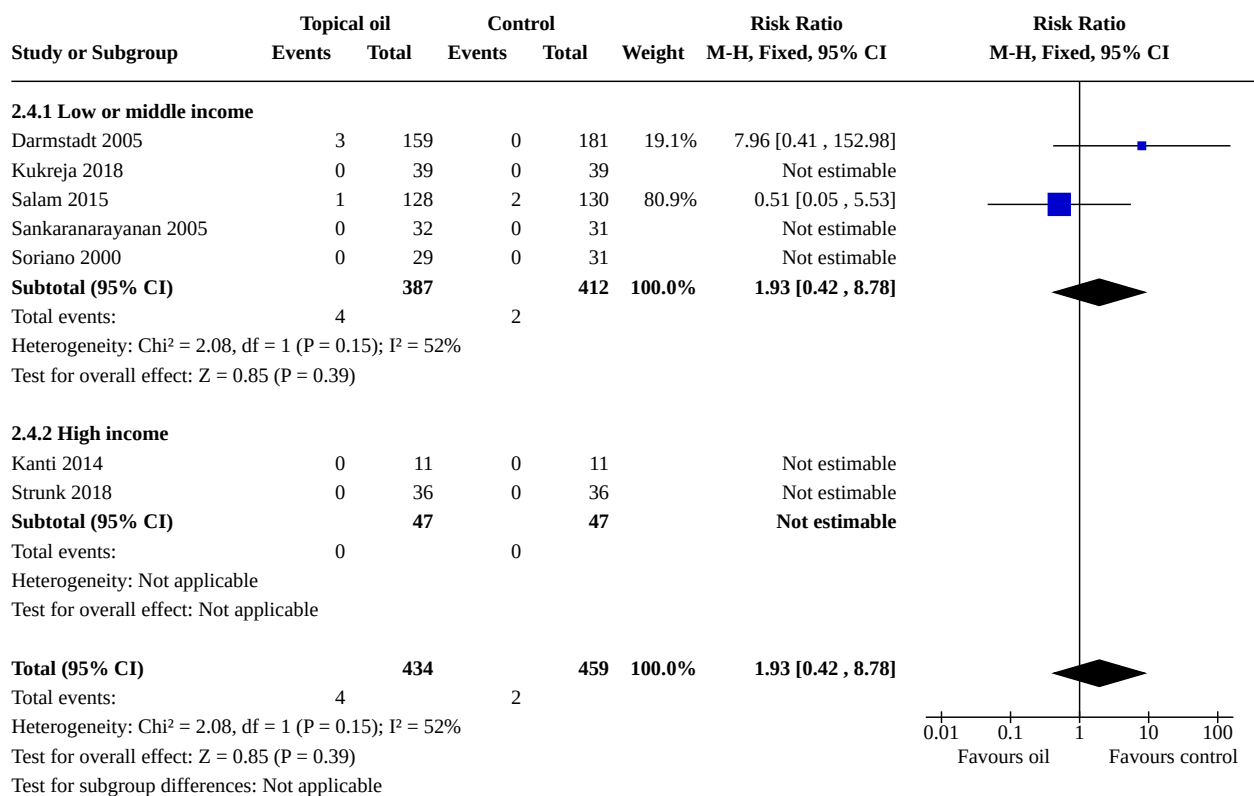 Topical oil Control Risk Ratio Risk Ratio
Study or Subgroup Events Total Events Total Weight M-H, Fixed, 95% CI M-H, Fixed, 95% CI
2.4.1 Low or middle income
Darmstadt 2005 3 159 0 181 19.1% 7.96 [0.41 , 152.98]
Kukreja 2018 0 39 0 39 Not estimable
Salam 2015 1 128 2 130 80.9% 0.51 [0.05 , 5.53]
Sankaranarayanan 2005 0 32 0 31 Not estimable
Soriano 2000 0 29 0 31 Not estimable
Subtotal (95% CI) 387 412 100.0% 1.93 [0.42 , 8.78]
Total events: 4 2
Heterogeneity: Chi² = 2.08, df = 1 (P = 0.15); I² = 52%
Test for overall effect: Z = 0.85 (P = 0.39)
2.4.2 High income
Kanti 2014 0 11 0 11 Not estimable
Strunk 2018 0 36 0 36 Not estimable
Subtotal (95% CI) 47 47 Not estimable
Total events: 0 0
Heterogeneity: Not applicable
Test for overall effect: Not applicable
Total (95% CI) 434 459 100.0% 1.93 [0.42 , 8.78]
Total events: 4 2
Heterogeneity: Chi² = 2.08, df = 1 (P = 0.15); I² = 52%
0.01 0.1 1 10 100
Test for overall effect: Z = 0.85 (P = 0.39) Favours oil Favours control
Test for subgroup differences: Not applicable